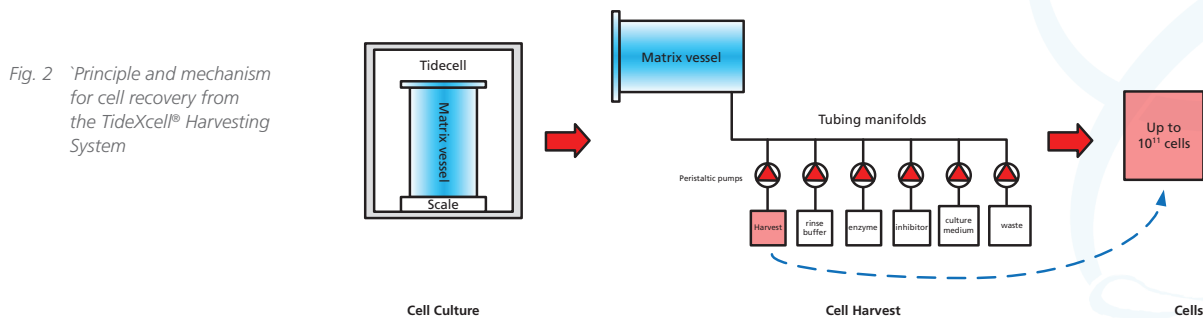 Fig. 2 `Principle and mechanism
for cell recovery from
the TideXcell® Harvesting
System
Tidecell
Matrix vessel
Scale
Matrix vessel
Tubing manifolds
Peristaltic pumps
Harvest
rinse
buffer
enzyme
inhibitor
culture
medium
waste
Up to
10¹¹ cells
Cell Culture
Cell Harvest
Cells